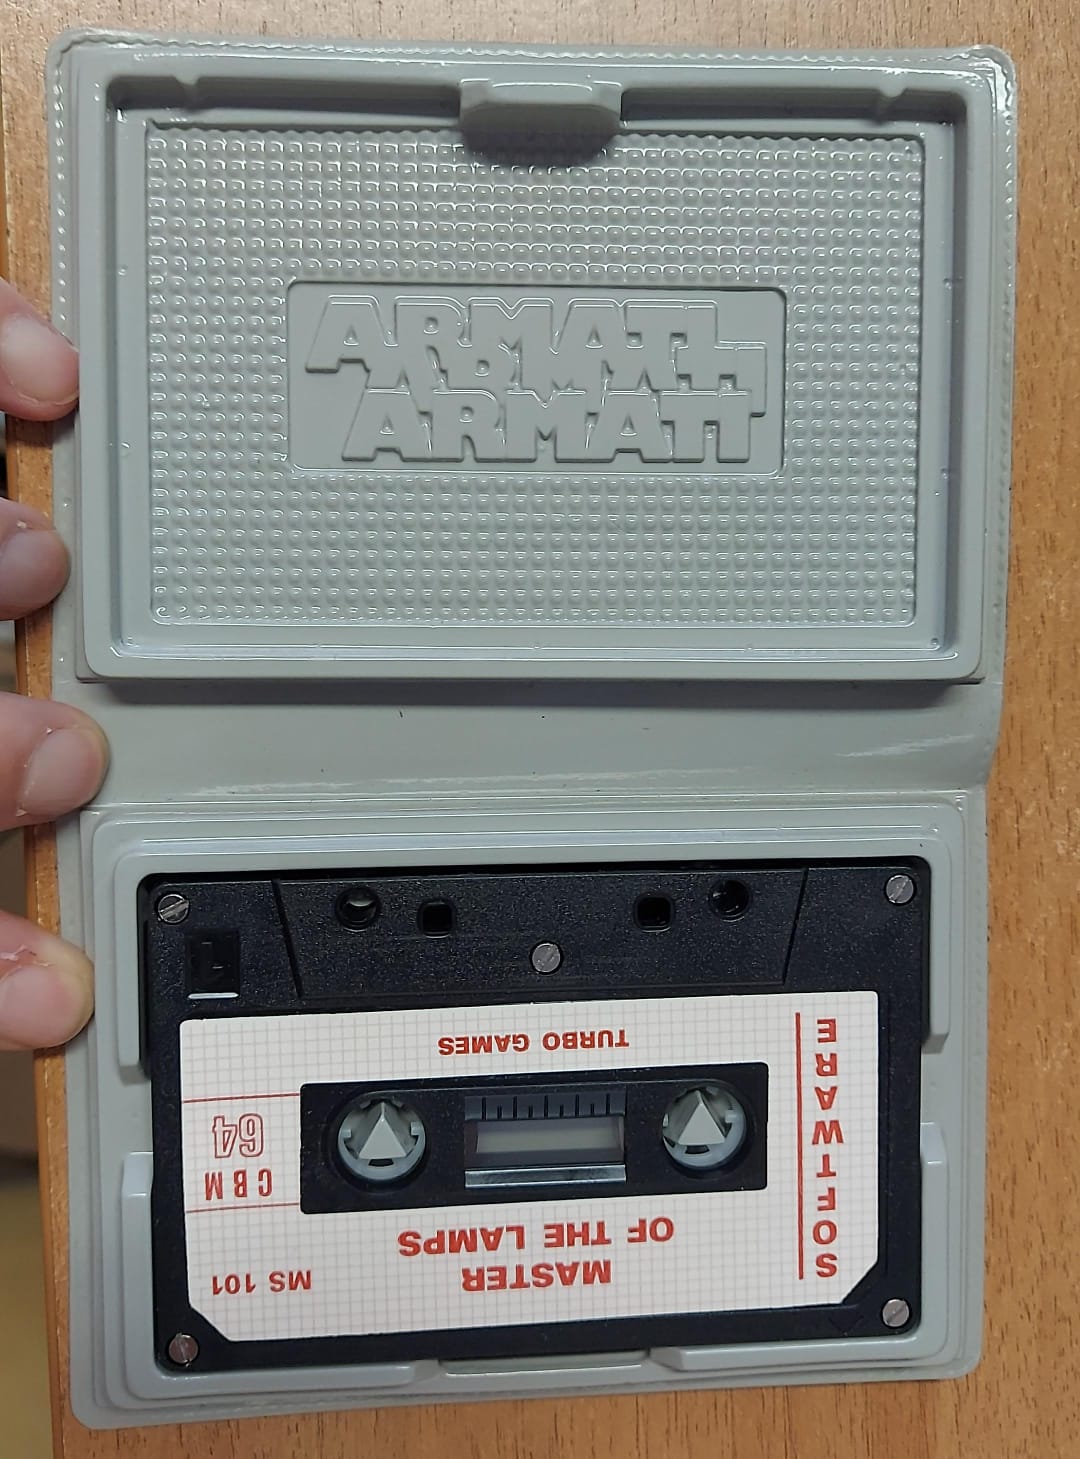 ARMATI
ARMATI
MASTER
OF THE LAMPS
MS 101
SOFTWARE
CBM
64
TURBO GAMES